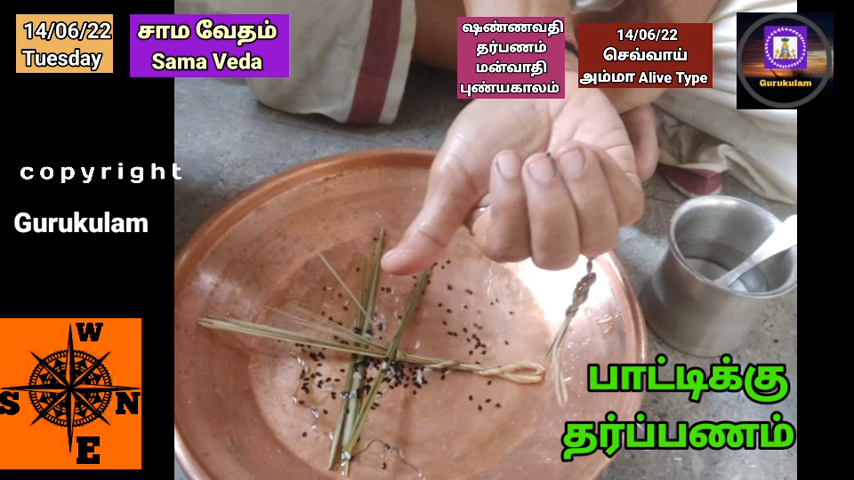 14/06/22
Tuesday
சாம வேதம்
Sama Veda
ஷண்ணவதி
தர்பணம்
மன்வாதி
புண்யகாலம்
14/06/22
செவ்வாய்
அம்மா Alive Type
Gurukulam
copyright
Gurukulam
W
S N
E
பாட்டிக்கு
தர்ப்பணம்